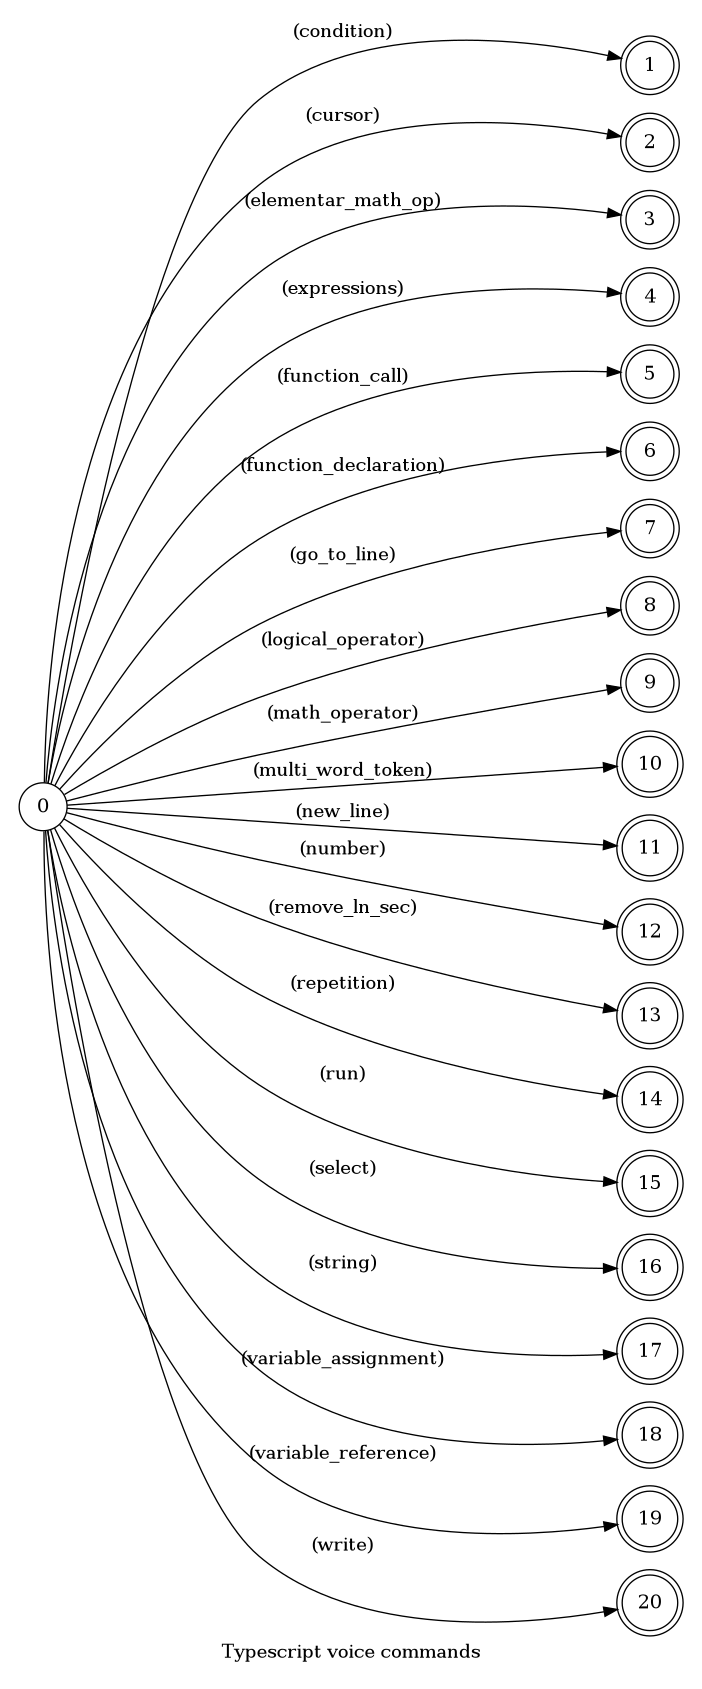 (condition)
1
(cursor)
2
(elementar_math_op)
3
(expressions)
4
(function_call)
5
(function_declaration)
6
(go_to_line)
7
(logical_operator)
8
(math_operator)
9
(multi_word_token)
10
0
(new_line)
11
(number)
12
(remove_ln_sec)
13
(repetition)
14
(run)
15
(select)
16
(string)
17
(variable_assignment)
18
(variable_reference)
19
(write)
20
Typescript voice commands